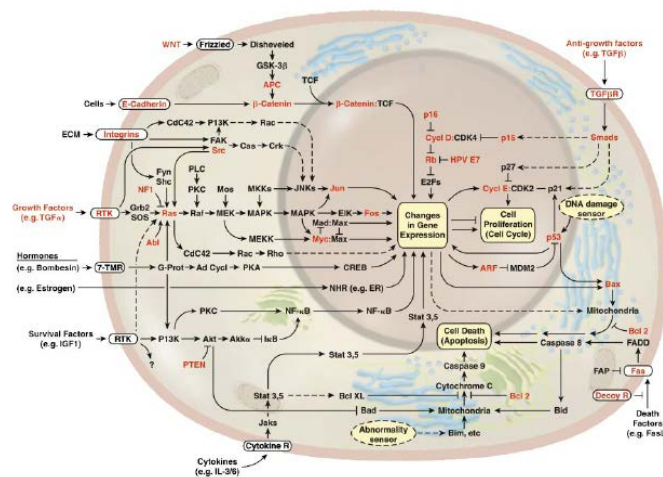 WNT Frizzled Disheveled
GSK-3β
APC
TCF
Cells E-Cadherin β-Catenin β-Catenin:TCF
Anti-growth factors
(e.g. TGFβ)
TGFβR
CdC42 P13K Rac
ECM Integrins
FAK
Src Cas Crk
p16
Cycl D:CDK4 p15 Smads
Rb HPV E7
E2Fs
p27
Cycl E:CDK2 p21
Fyn
Shc
PLC
NF1 PKC Mos MKKs JNKs Jun
Growth Factors
(e.g. TGFα)
RTK Grb2
SOS
Ras Raf MEK MAPK MAPK ElK Fos
Mad:Max
MEKK Myc:Max
Abl
CdC42 Rac Rho
Changes
in Gene
Expression
Cell
Proliferation
(Cell Cycle)
DNA damage
sensor
p53
ARF MDM2
Hormones
(e.g. Bombesin) 7-TMR G-Prot Ad Cycl PKA CREB
(e.g. Estrogen) NHR (e.g. ER)
Bax
Mitochondria
PKC NF-κB NF-κB
Survival Factors
(e.g. IGF1)
RTK P13K Akt Akkα IκB
?
PTEN
Stat 3,5
Stat 3,5
Stat 3,5
Cell Death
(Apoptosis)
Caspase 8 FADD
Bcl 2
Caspase 9
FAP Fas
Cytochrome C
Bcl XL Bcl 2
Decoy R
Jaks Bad Mitochondria Bid
Death
Factors
(e.g. FasL
Abnormality
sensor
Bim, etc
Cytokine R
Cytokines
(e.g. IL-3/6)